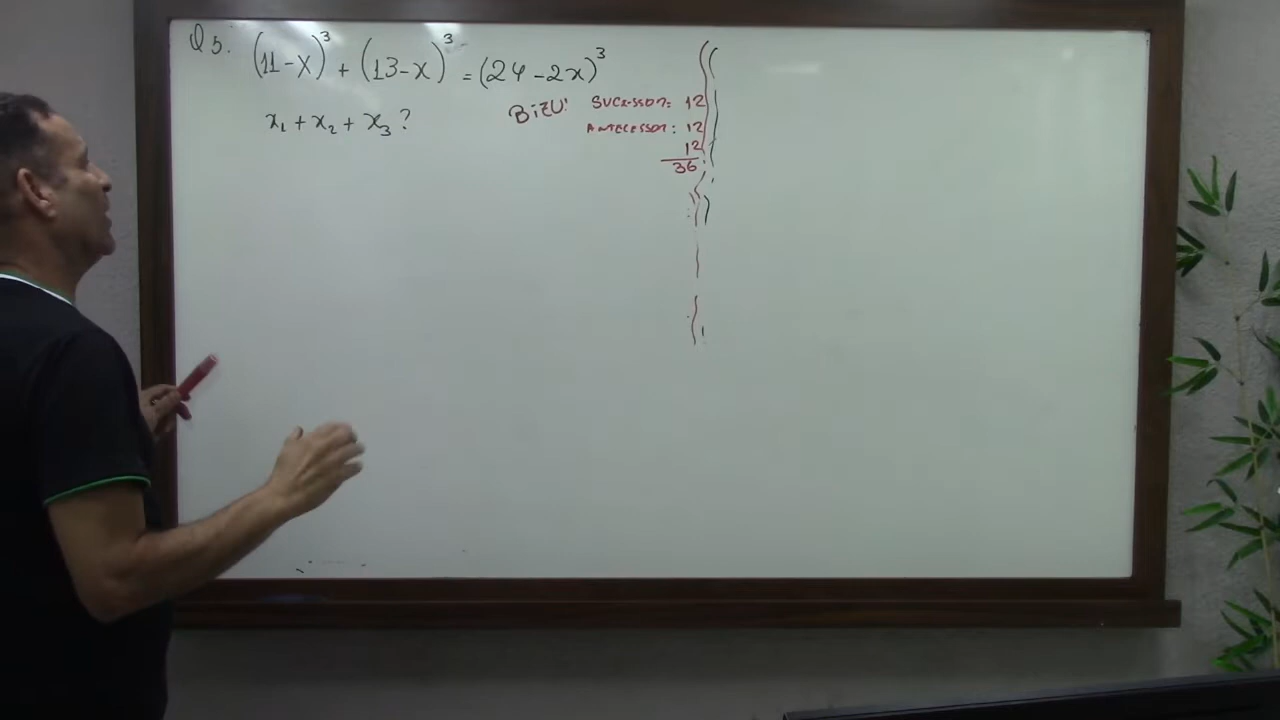 Q5. (11-x)³ + (13-x)³ = (24-2x)³
x₁ + x₂ + x₃?
BIZU! SUCESSOR: 12
ANTECESSOR: 12
12
36